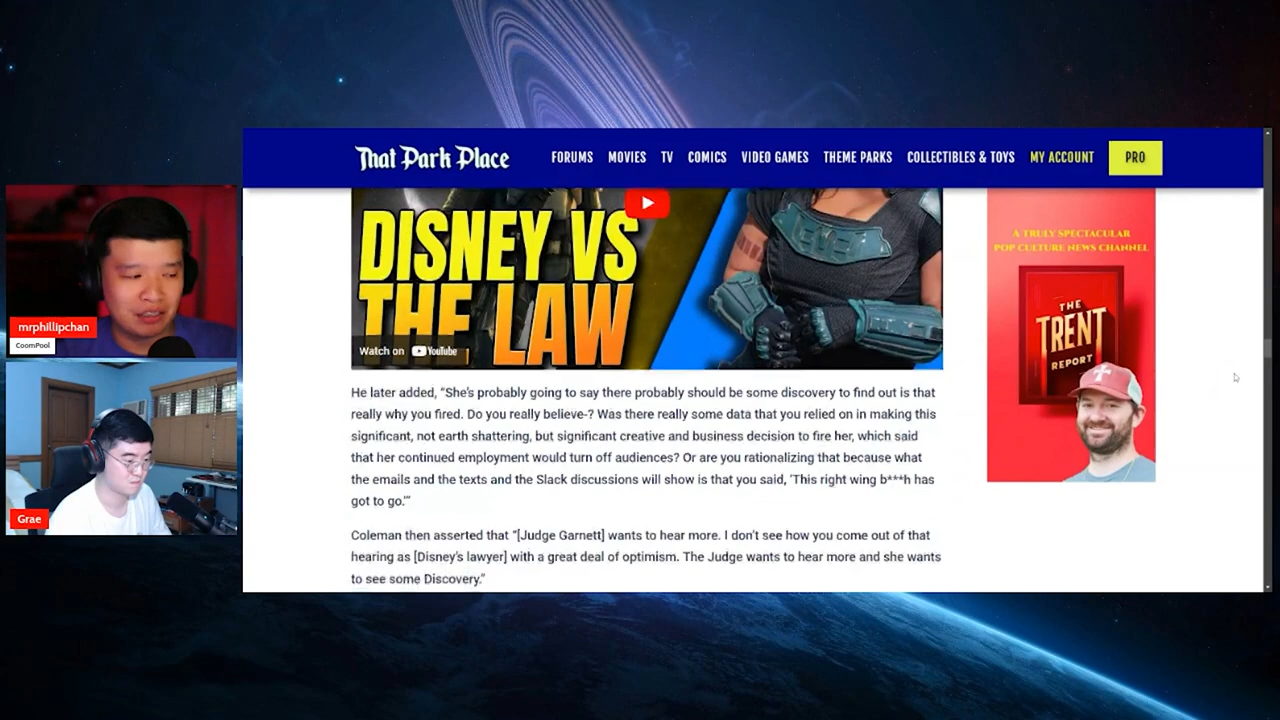 That Park Place
FORUMS MOVIES TV COMICS VIDEO GAMES THEME PARKS COLLECTIBLES & TOYS MY ACCOUNT PRO
DISNEY VS
THE LAW
Watch on YouTube
A TRULY SPECTACULAR
POP CULTURE NEWS CHANNEL
THE
TRENT
REPORT
mrphillipchan
CoomPool
Grae
He later added, “She’s probably going to say there probably should be some discovery to find out is that
really why you fired. Do you really believe-? Was there really some data that you relied on in making this
significant, not earth shattering, but significant creative and business decision to fire her, which said
that her continued employment would turn off audiences? Or are you rationalizing that because what
the emails and the texts and the Slack discussions will show is that you said, ‘This right wing b***h has
got to go.’”
Coleman then asserted that “[Judge Garnett] wants to hear more. I don’t see how you come out of that
hearing as [Disney’s lawyer] with a great deal of optimism. The Judge wants to hear more and she wants
to see some Discovery.”